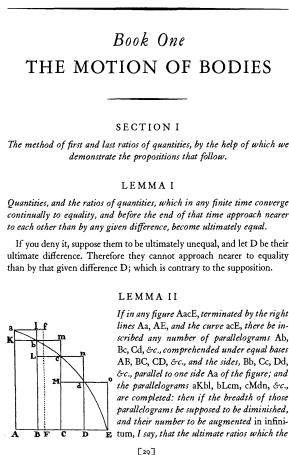 Book One
THE MOTION OF BODIES
SECTION I
The method of first and last ratios of quantities, by the help of which we
demonstrate the propositions that follow.
LEMMA I
Quantities, and the ratios of quantities, which in any finite time converge
continually to equality, and before the end of that time approach nearer
to each other than by any given difference, become ultimately equal.
If you deny it, suppose them to be ultimately unequal, and let D be their
ultimate difference. Therefore they cannot approach nearer to equality
than by that given difference D; which is contrary to the supposition.
LEMMA II
If in any figure AacE, terminated by the right
lines Aa, AE, and the curve acE, there be in-
scribed any number of parallelograms Ab,
Bc, Cd, &c., comprehended under equal bases
AB, BC, CD, &c., and the sides, Bb, Cc, Dd,
&c., parallel to one side Aa of the figure; and
the parallelograms aKbl, bLcm, cMdn, &c.,
are completed: then if the breadth of those
parallelograms be supposed to be diminished,
and their number to be augmented in infini-
tum, I say, that the ultimate ratios which the
a l f
K b m
L c n
M d o
A B F C D E
[29]